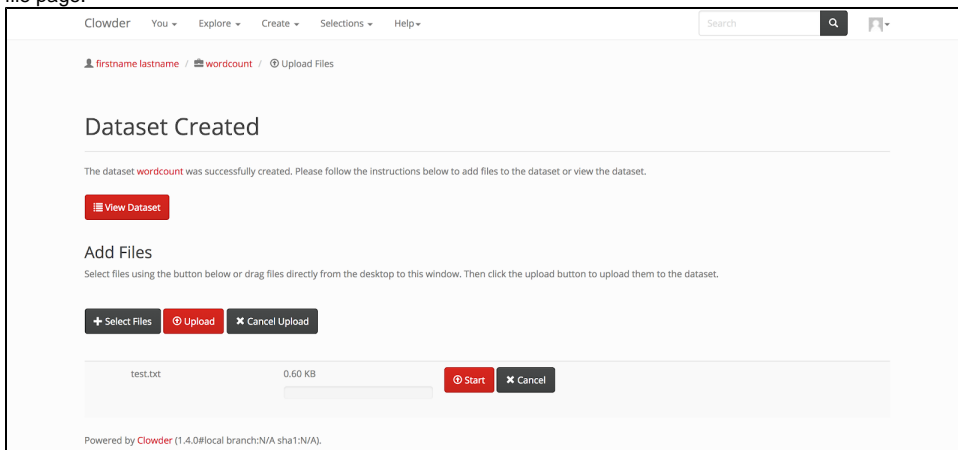 file page.
Clowder You Explore Create Selections Help Search
firstname lastname / wordcount / Upload Files
Dataset Created
The dataset wordcount was successfully created. Please follow the instructions below to add files to the dataset or view the dataset.
View Dataset
Add Files
Select files using the button below or drag files directly from the desktop to this window. Then click the upload button to upload them to the dataset.
Select Files Upload Cancel Upload
test.txt 0.60 KB Start Cancel
Powered by Clowder (1.4.0#local branch:N/A sha1:N/A).